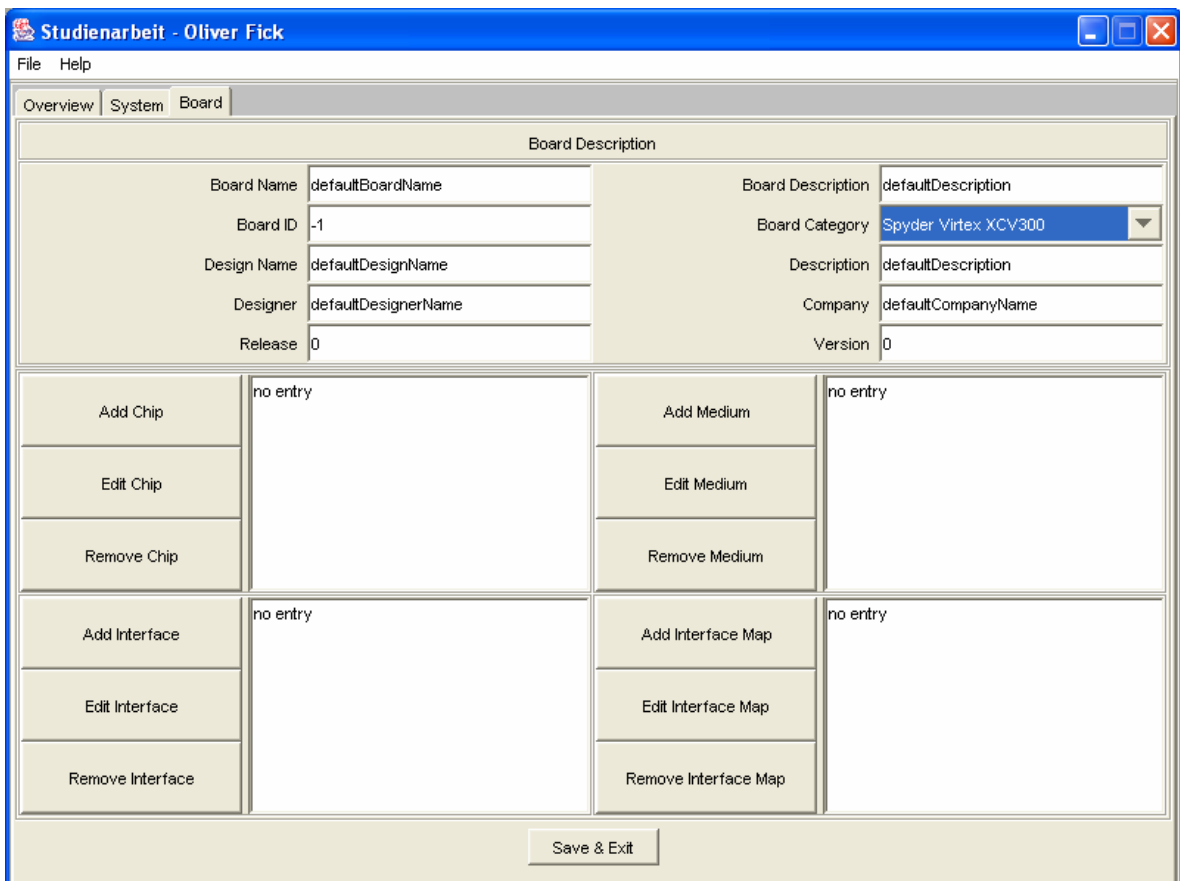 Studienarbeit - Oliver Fick
File Help
Overview System Board
Board Description
Board Name defaultBoardName Board Description defaultDescription
Board ID -1 Board Category Spyder Virtex XCV300
Design Name defaultDesignName Description defaultDescription
Designer defaultDesignerName Company defaultCompanyName
Release 0 Version 0
Add Chip no entry Add Medium no entry
Edit Chip Edit Medium
Remove Chip Remove Medium
Add Interface no entry Add Interface Map no entry
Edit Interface Edit Interface Map
Remove Interface Remove Interface Map
Save & Exit